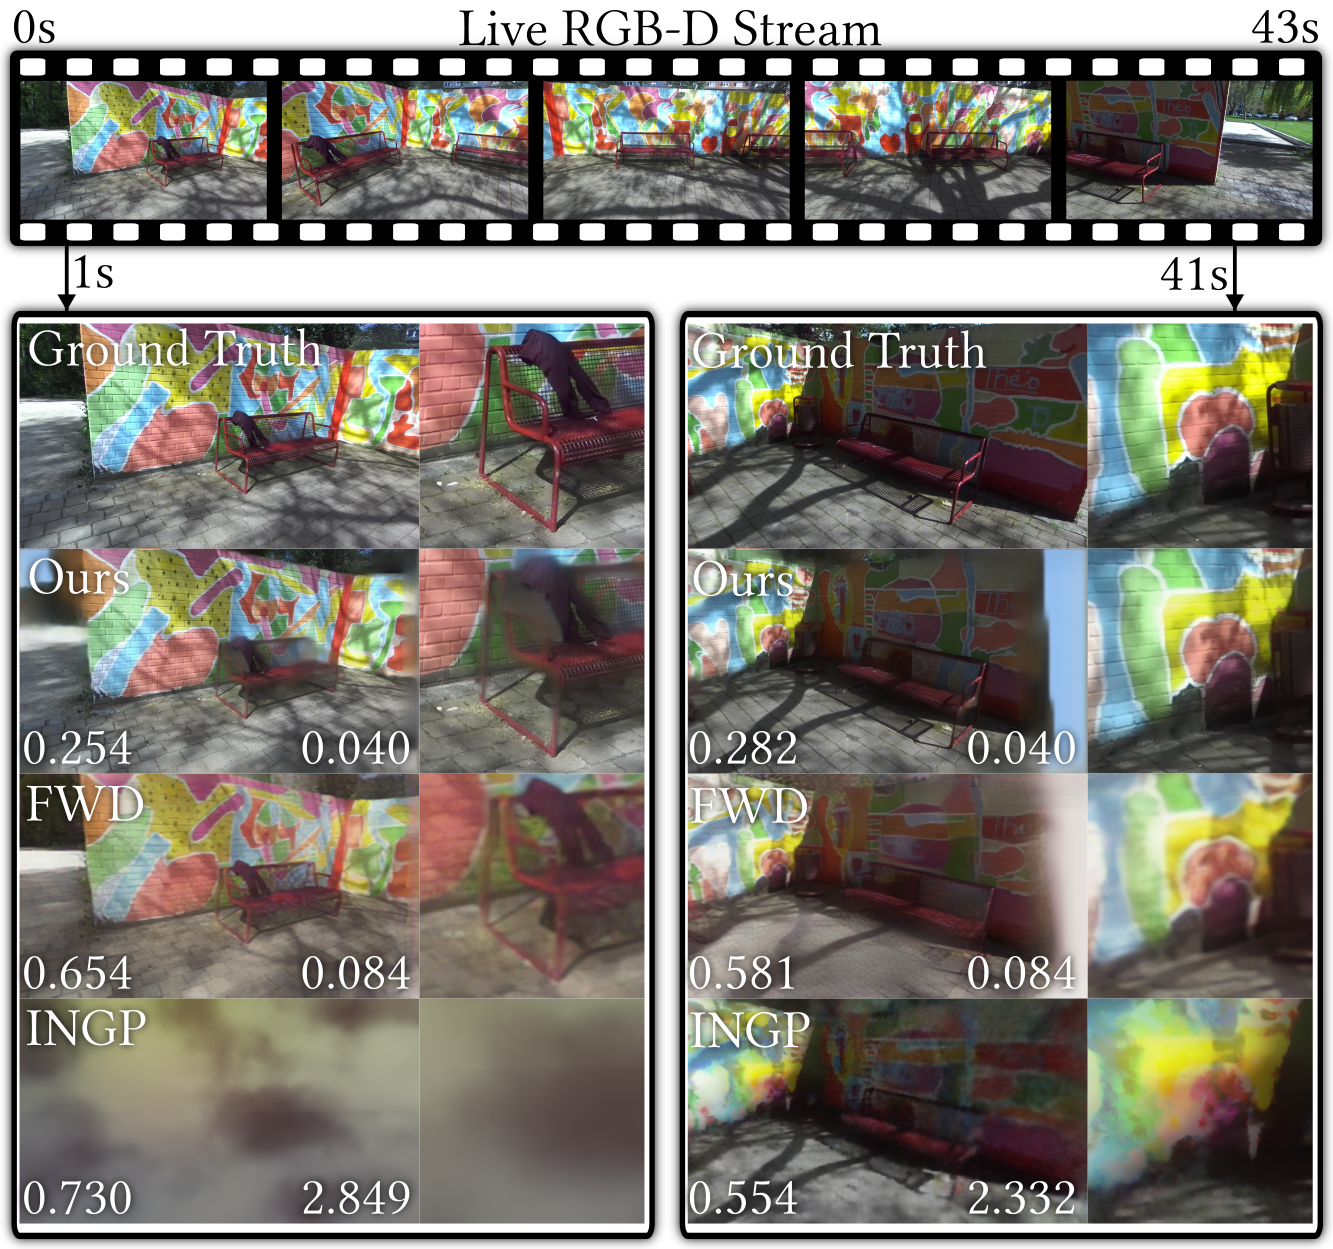 0s Live RGB-D Stream 43s
1s
41s
Ground Truth
Ours
0.254 0.040
FWD
0.654 0.084
INGP
0.730 2.849
Ground Truth
Théo
Ours
0.282 0.040
FWD
0.581 0.084
INGP
0.554 2.332